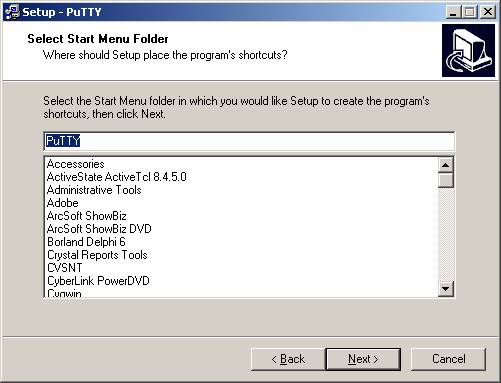 Setup - PuTTY
Select Start Menu Folder
Where should Setup place the program's shortcuts?
Select the Start Menu folder in which you would like Setup to create the program's
shortcuts, then click Next.
PuTTY
Accessories
ActiveState ActiveTcl 8.4.5.0
Administrative Tools
Adobe
ArcSoft ShowBiz
ArcSoft ShowBiz DVD
Borland Delphi 6
Crystal Reports Tools
CVSNT
CyberLink PowerDVD
Cygwin
< Back Next > Cancel